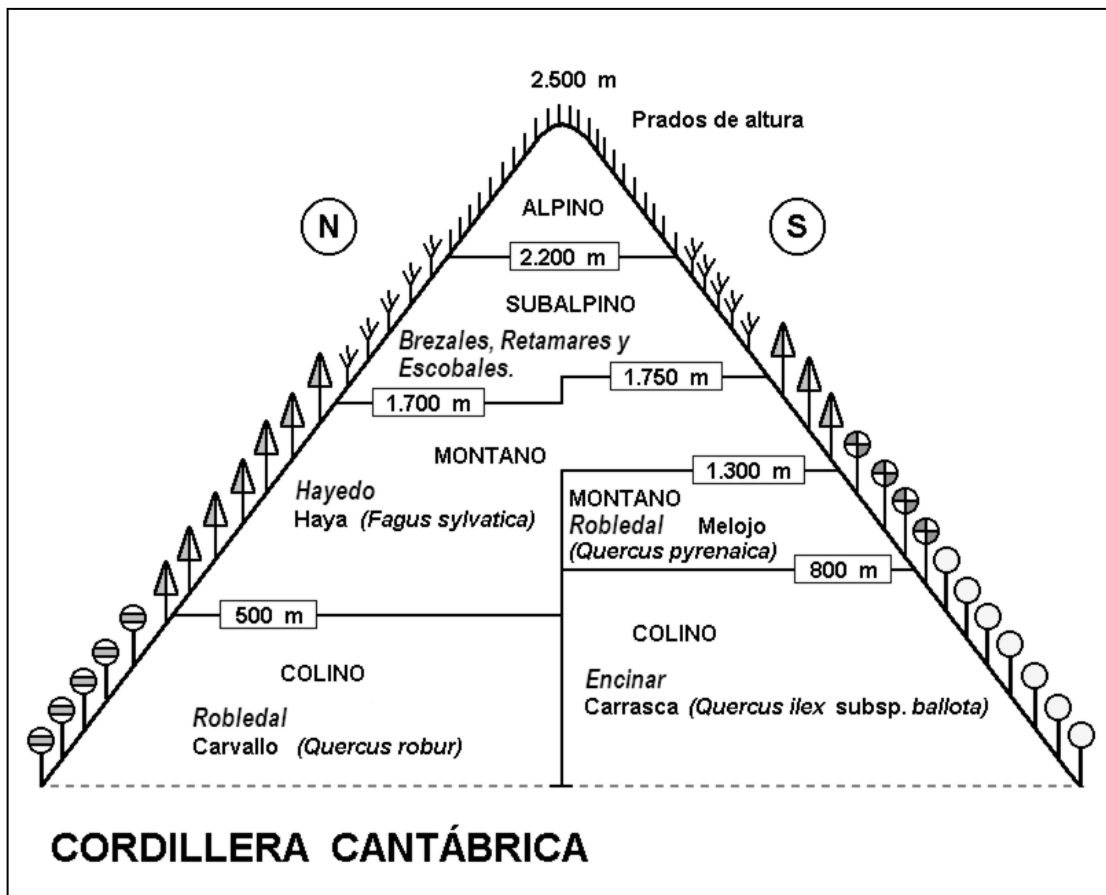 2.500 m
Prados de altura
N
S
ALPINO
2.200 m
SUBALPINO
Brezales, Retamares y
Escobales.
1.750 m
1.700 m
MONTANO
1.300 m
Hayedo
Haya (Fagus sylvatica)
MONTANO
Robledal Melojo
(Quercus pyrenaica)
800 m
500 m
COLINO
COLINO
Encinar
Carrasca (Quercus ilex subsp. ballota)
Robledal
Carvallo (Quercus robur)
CORDILLERA CANTÁBRICA